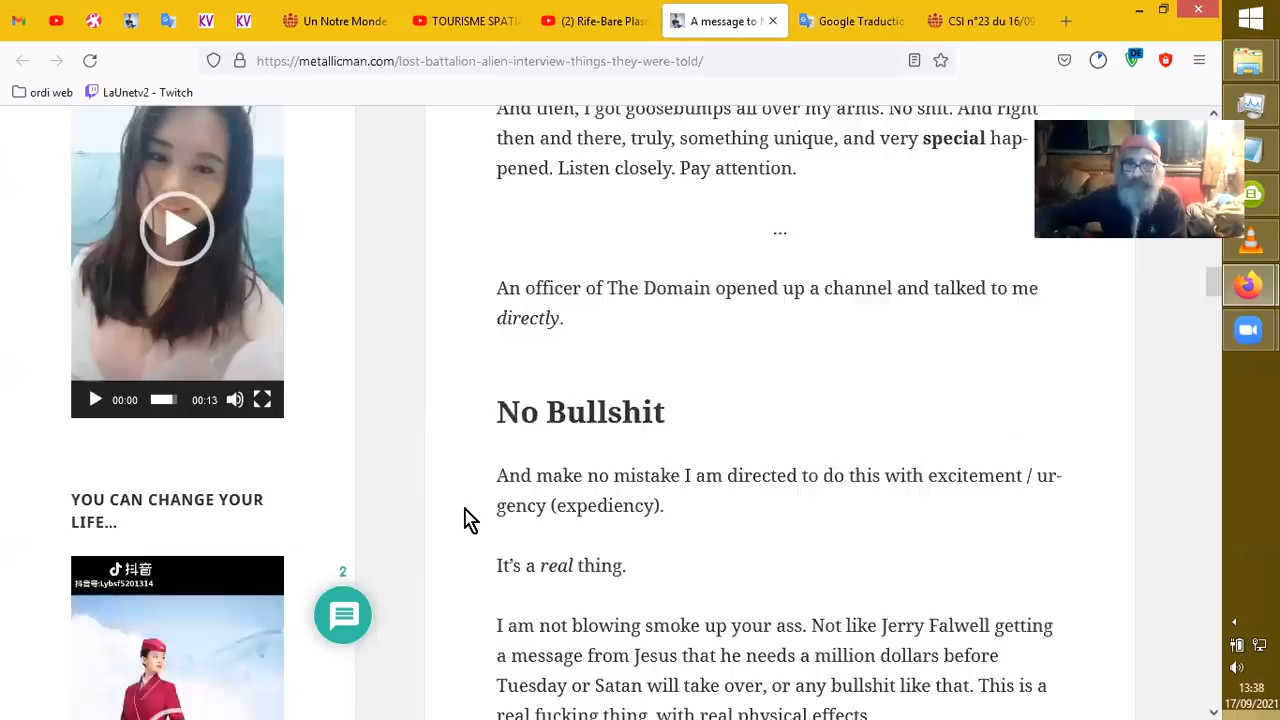 Un Notre Monde
TOURISME SPATI
(2) Rife-Bare Plasm
A message to
Google Traductio
CSI n°23 du 16/09
https://metallicman.com/lost-battalion-alien-interview-things-they-were-told/
DE
ordi web
LaUnetv2 - Twitch
And then, I got goosebumps all over my arms. No shit. And right
then and there, truly, something unique, and very special hap-
pened. Listen closely. Pay attention.
...
An officer of The Domain opened up a channel and talked to me
directly.
No Bullshit
And make no mistake I am directed to do this with excitement / ur-
gency (expediency).
It's a real thing.
I am not blowing smoke up your ass. Not like Jerry Falwell getting
a message from Jesus that he needs a million dollars before
Tuesday or Satan will take over, or any bullshit like that. This is a
real fucking thing, with real physical effects.
00:00
00:13
YOU CAN CHANGE YOUR
LIFE...
抖音
抖音号:Lybsf5201314
2
13:38
17/09/2021